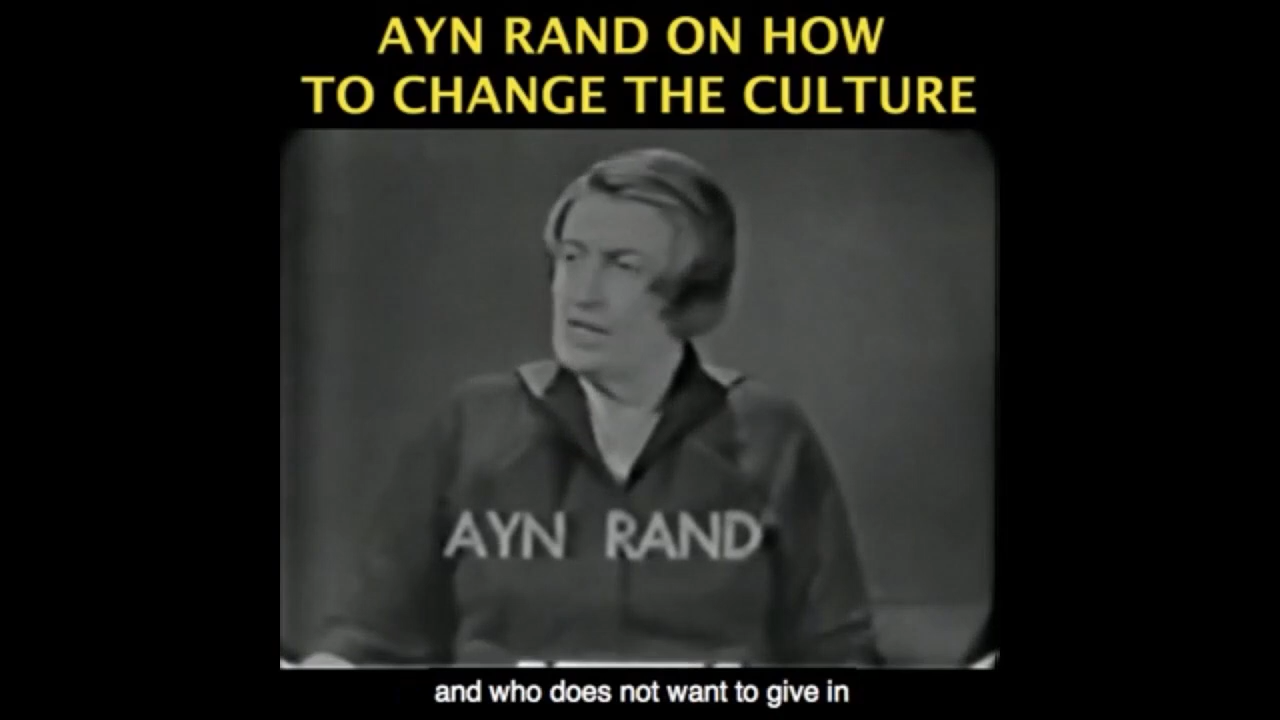 AYN RAND ON HOW
TO CHANGE THE CULTURE
AYN RAND
and who does not want to give in